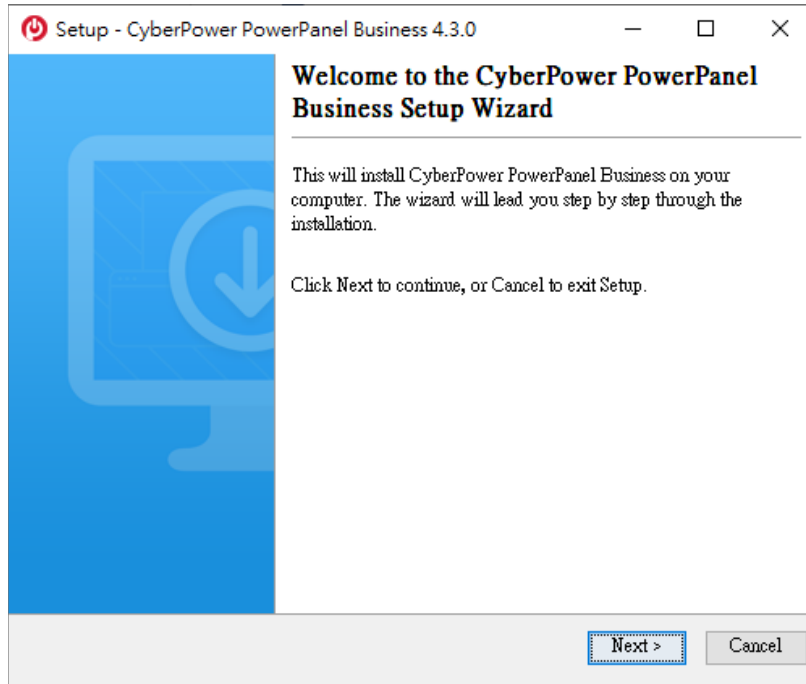 Setup - CyberPower PowerPanel Business 4.3.0
Welcome to the CyberPower PowerPanel
Business Setup Wizard
This will install CyberPower PowerPanel Business on your
computer. The wizard will lead you step by step through the
installation.
Click Next to continue, or Cancel to exit Setup.
Next >
Cancel